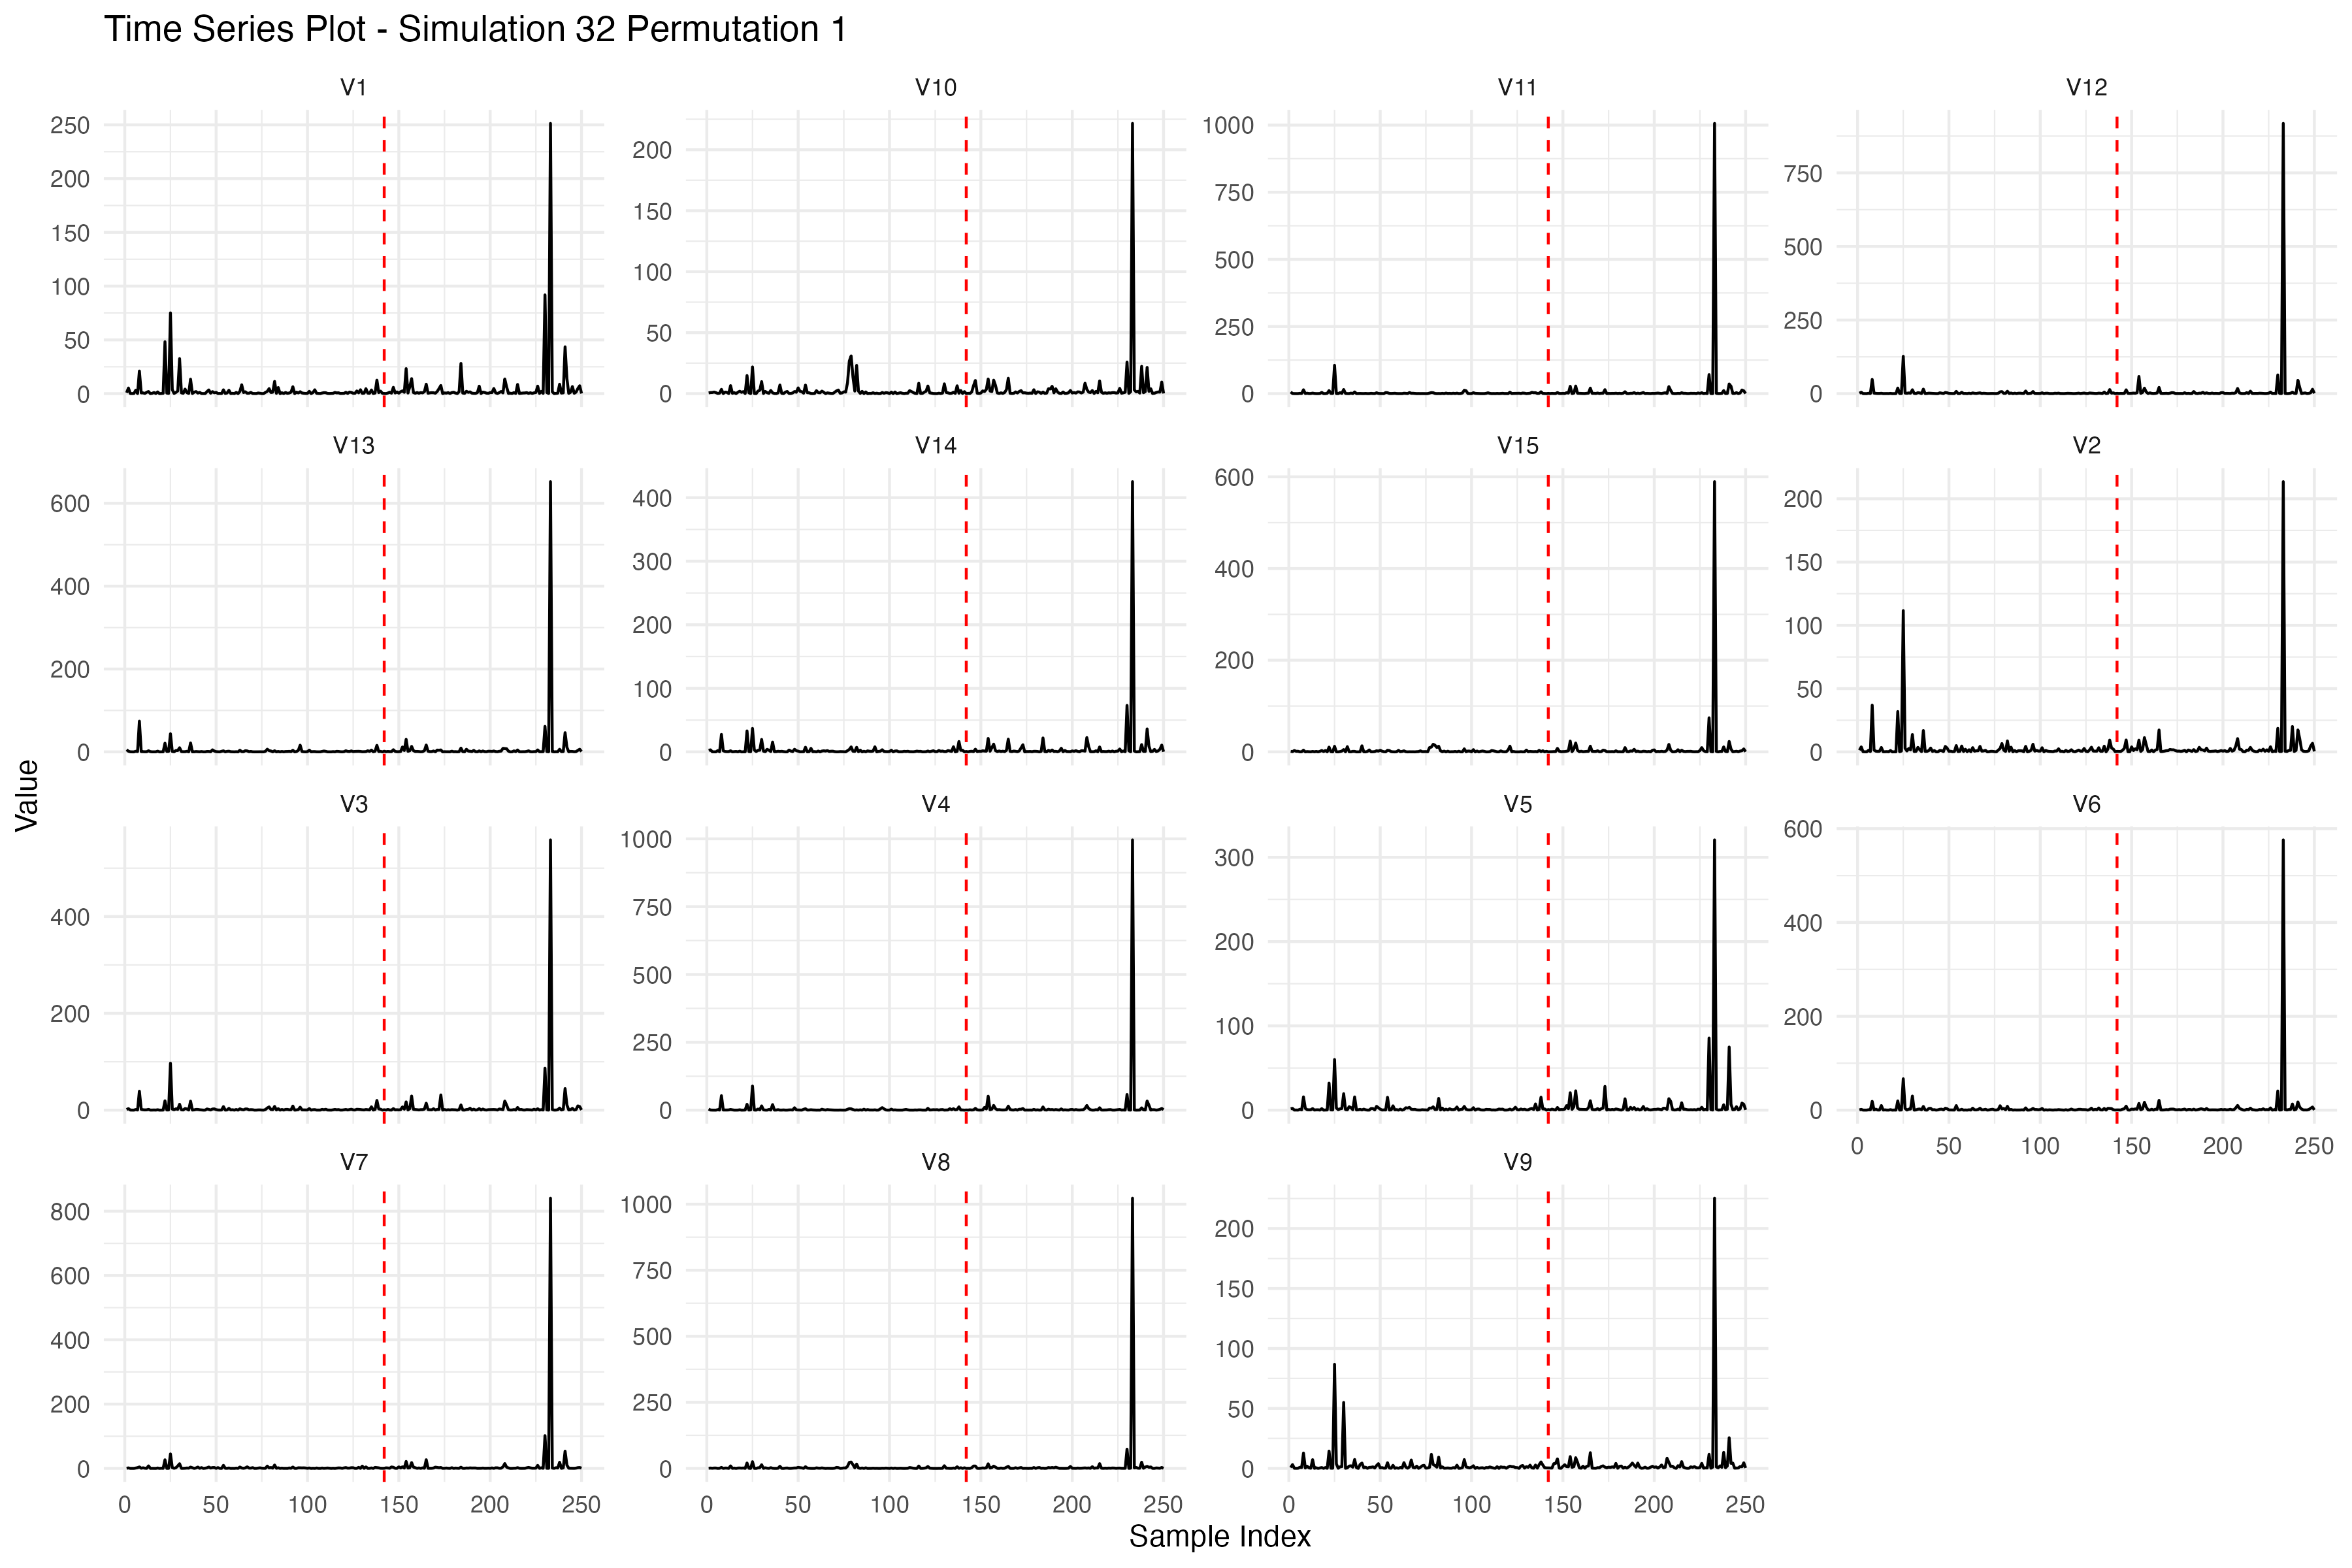 Time Series Plot - Simulation 32 Permutation 1
V1 V10 V11 V12
250 200 150 100 50 0
200 150 100 50 0
1000 750 500 250 0
750 500 250 0
V13 V14 V15 V2
600 400 200 0
400 300 200 100 0
600 400 200 0
200 150 100 50 0
Value
V3 V4 V5 V6
400 200 0
1000 750 500 250 0
300 200 100 0
600 400 200 0
0 50 100 150 200 250
V7 V8 V9
800 600 400 200 0
1000 750 500 250 0
200 150 100 50 0
0 50 100 150 200 250
0 50 100 150 200 250
0 50 100 150 200 250
Sample Index